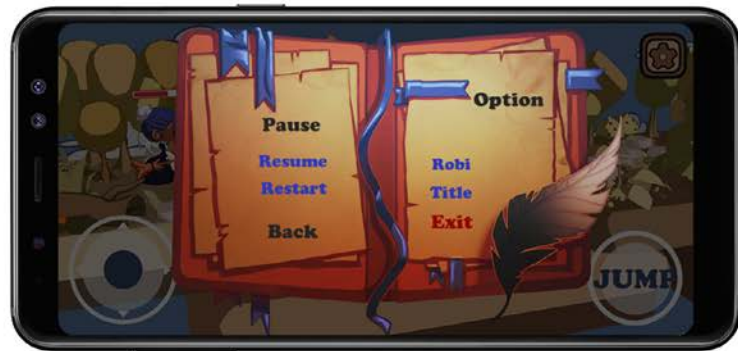 Pause
Resume
Restart
Back
Option
Robi
Title
Exit
JUMP